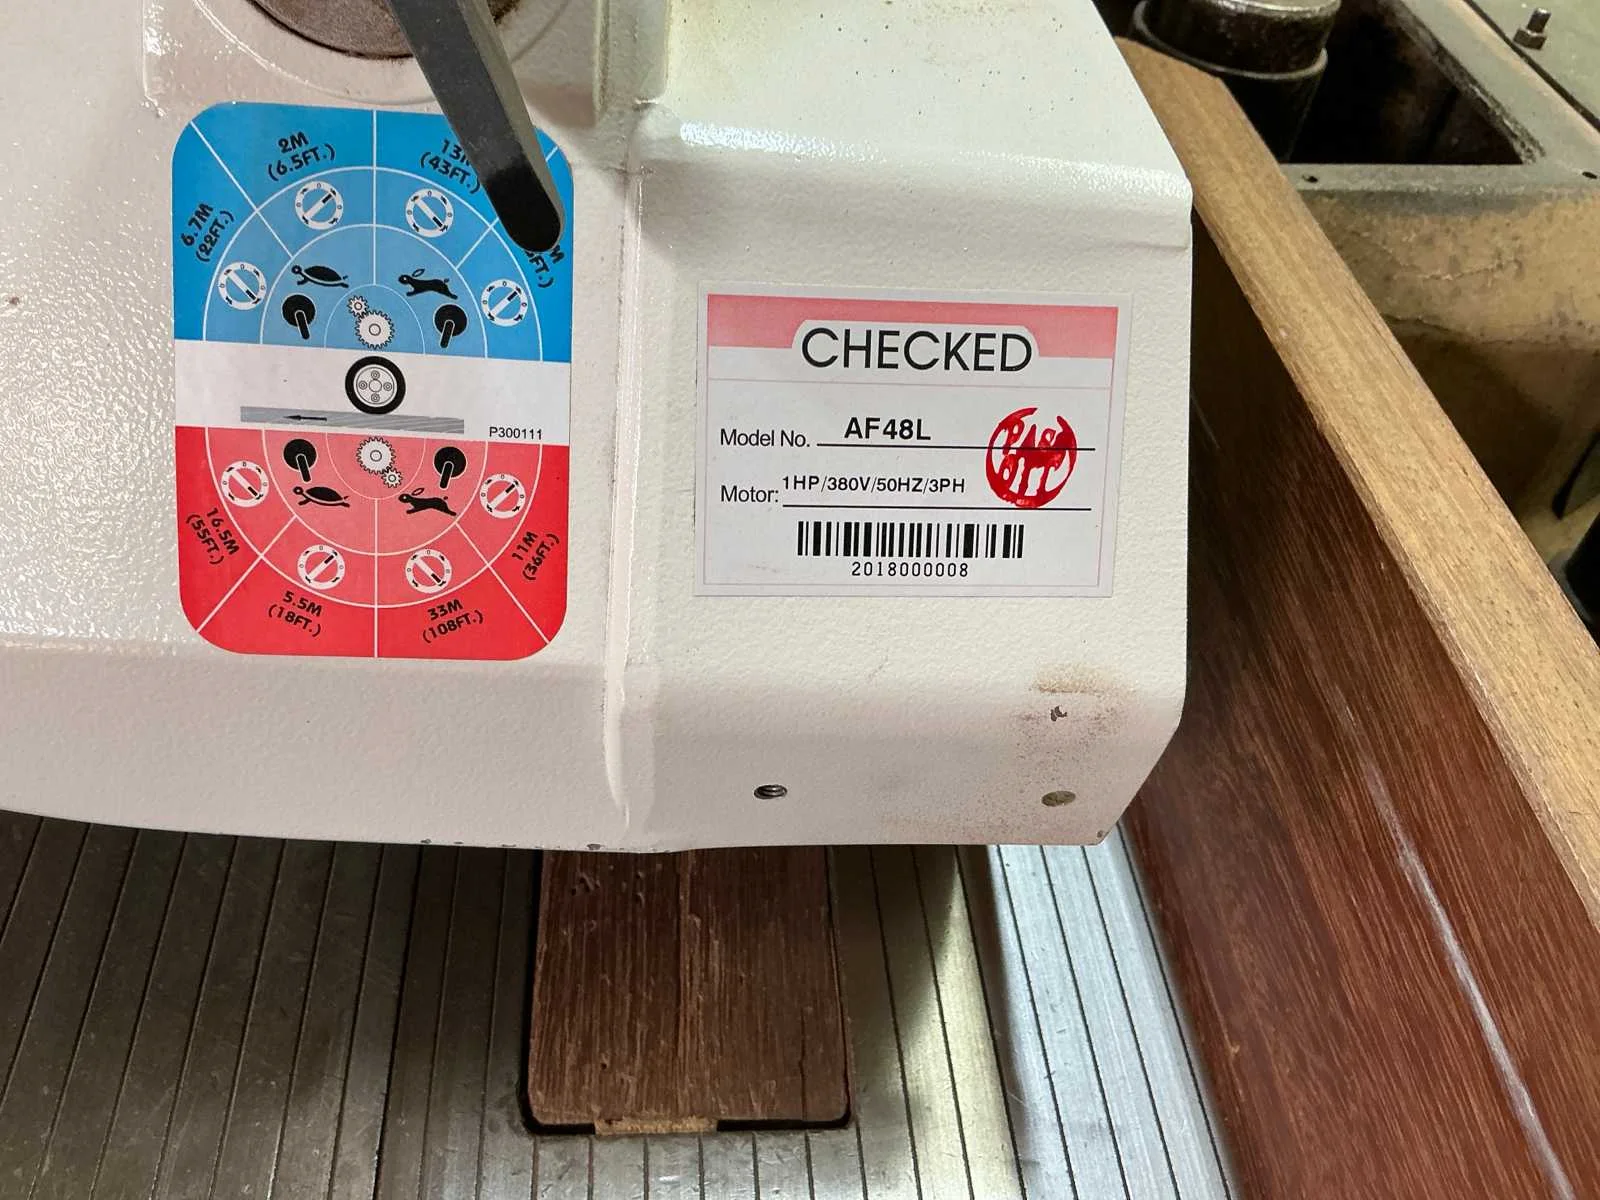 2M
(6.5FT.)
(43FT.)
6.7M
(22FT.)
P300111
16.5M
(55FT.)
5.5M
(18FT.)
33M
(108FT.)
11M
(36FT.)
CHECKED
Model No. AF48L
Motor: 1HP/380V/50HZ/3PH
2018000008